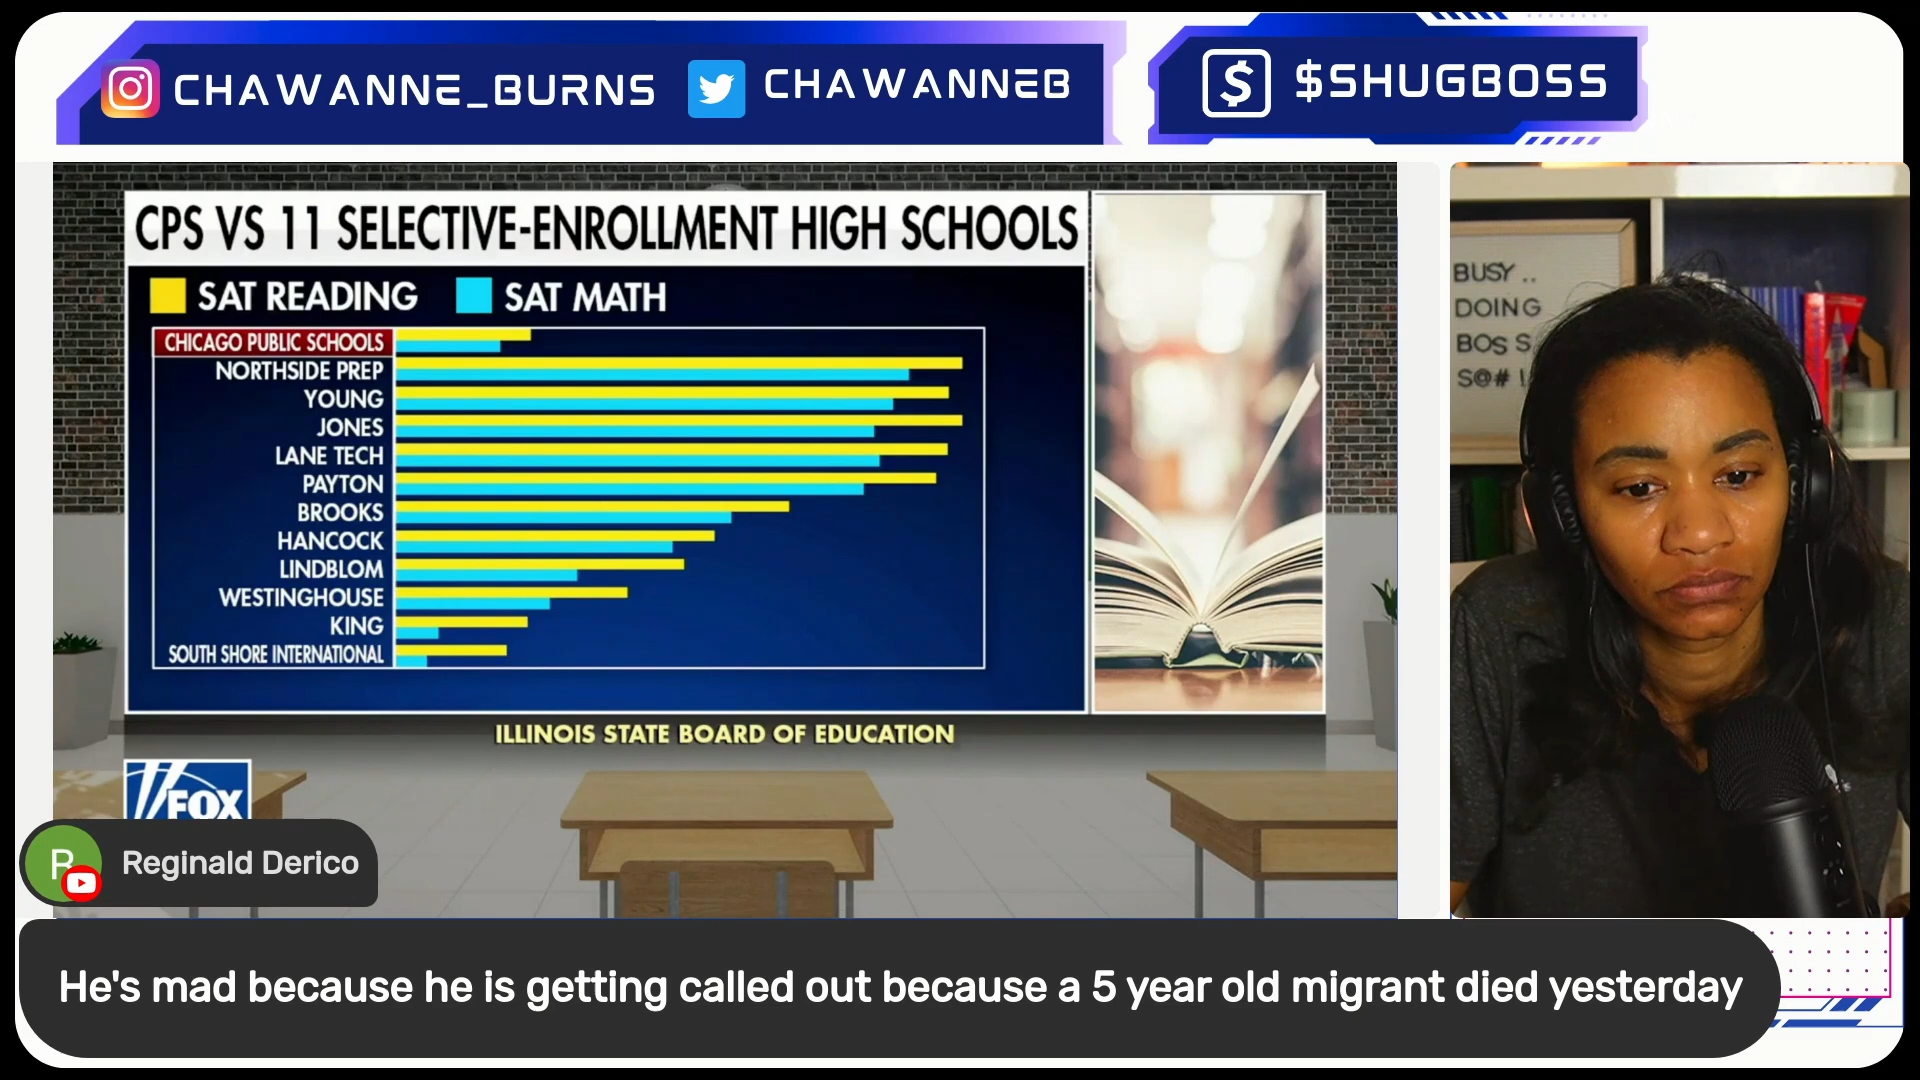 CHAWANNE_BURNS
CHAWANNEB
$SHUGBOSS
CPS VS 11 SELECTIVE-ENROLLMENT HIGH SCHOOLS
SAT READING
SAT MATH
CHICAGO PUBLIC SCHOOLS
NORTHSIDE PREP
YOUNG
JONES
LANE TECH
PAYTON
BROOKS
HANCOCK
LINDBLOM
WESTINGHOUSE
KING
SOUTH SHORE INTERNATIONAL
ILLINOIS STATE BOARD OF EDUCATION
FOX
BUSY ..
DOING
BOSS
S@#
R
Reginald Derico
He's mad because he is getting called out because a 5 year old migrant died yesterday